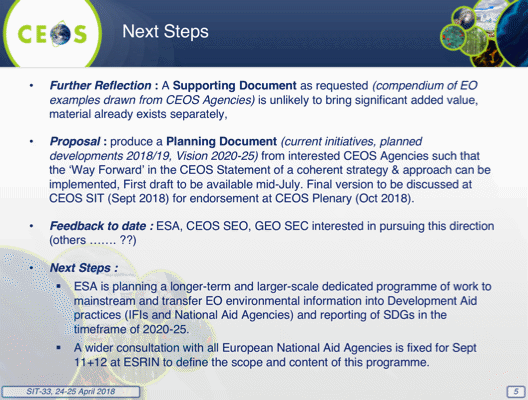 CEOS
Next Steps
• Further Reflection : A Supporting Document as requested (compendium of EO
examples drawn from CEOS Agencies) is unlikely to bring significant added value,
material already exists separately,
• Proposal : produce a Planning Document (current initiatives, planned
developments 2018/19, Vision 2020-25) from interested CEOS Agencies such that
the ‘Way Forward’ in the CEOS Statement of a coherent strategy & approach can be
implemented, First draft to be available mid-July. Final version to be discussed at
CEOS SIT (Sept 2018) for endorsement at CEOS Plenary (Oct 2018).
• Feedback to date : ESA, CEOS SEO, GEO SEC interested in pursuing this direction
(others ……. ??)
• Next Steps :
▪ ESA is planning a longer-term and larger-scale dedicated programme of work to
mainstream and transfer EO environmental information into Development Aid
practices (IFIs and National Aid Agencies) and reporting of SDGs in the
timeframe of 2020-25.
▪ A wider consultation with all European National Aid Agencies is fixed for Sept
11+12 at ESRIN to define the scope and content of this programme.
SIT-33, 24-25 April 2018
5